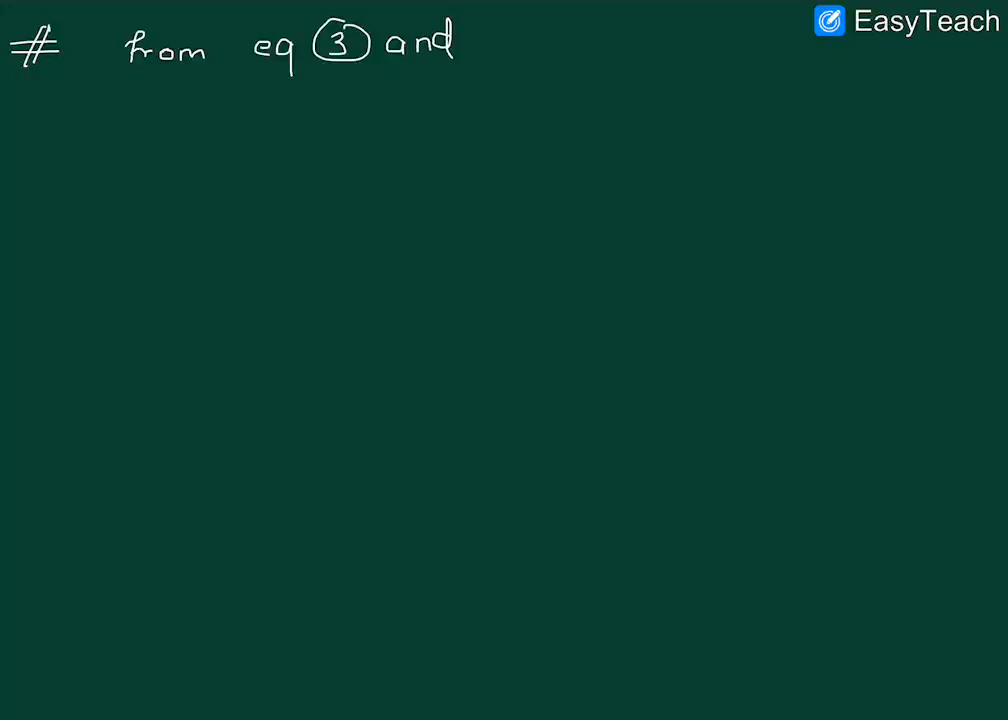 # from eq ③ and
EasyTeach